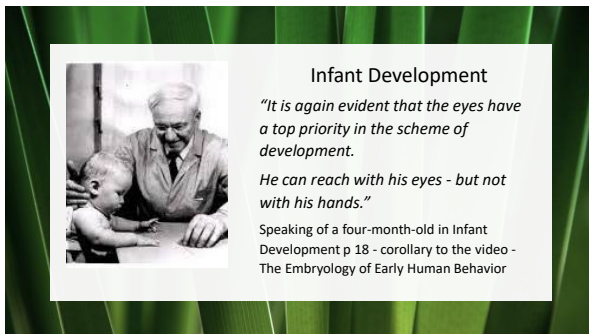 Infant Development
“It is again evident that the eyes have
a top priority in the scheme of
development.
He can reach with his eyes - but not
with his hands.”
Speaking of a four-month-old in Infant
Development p 18 - corollary to the video -
The Embryology of Early Human Behavior